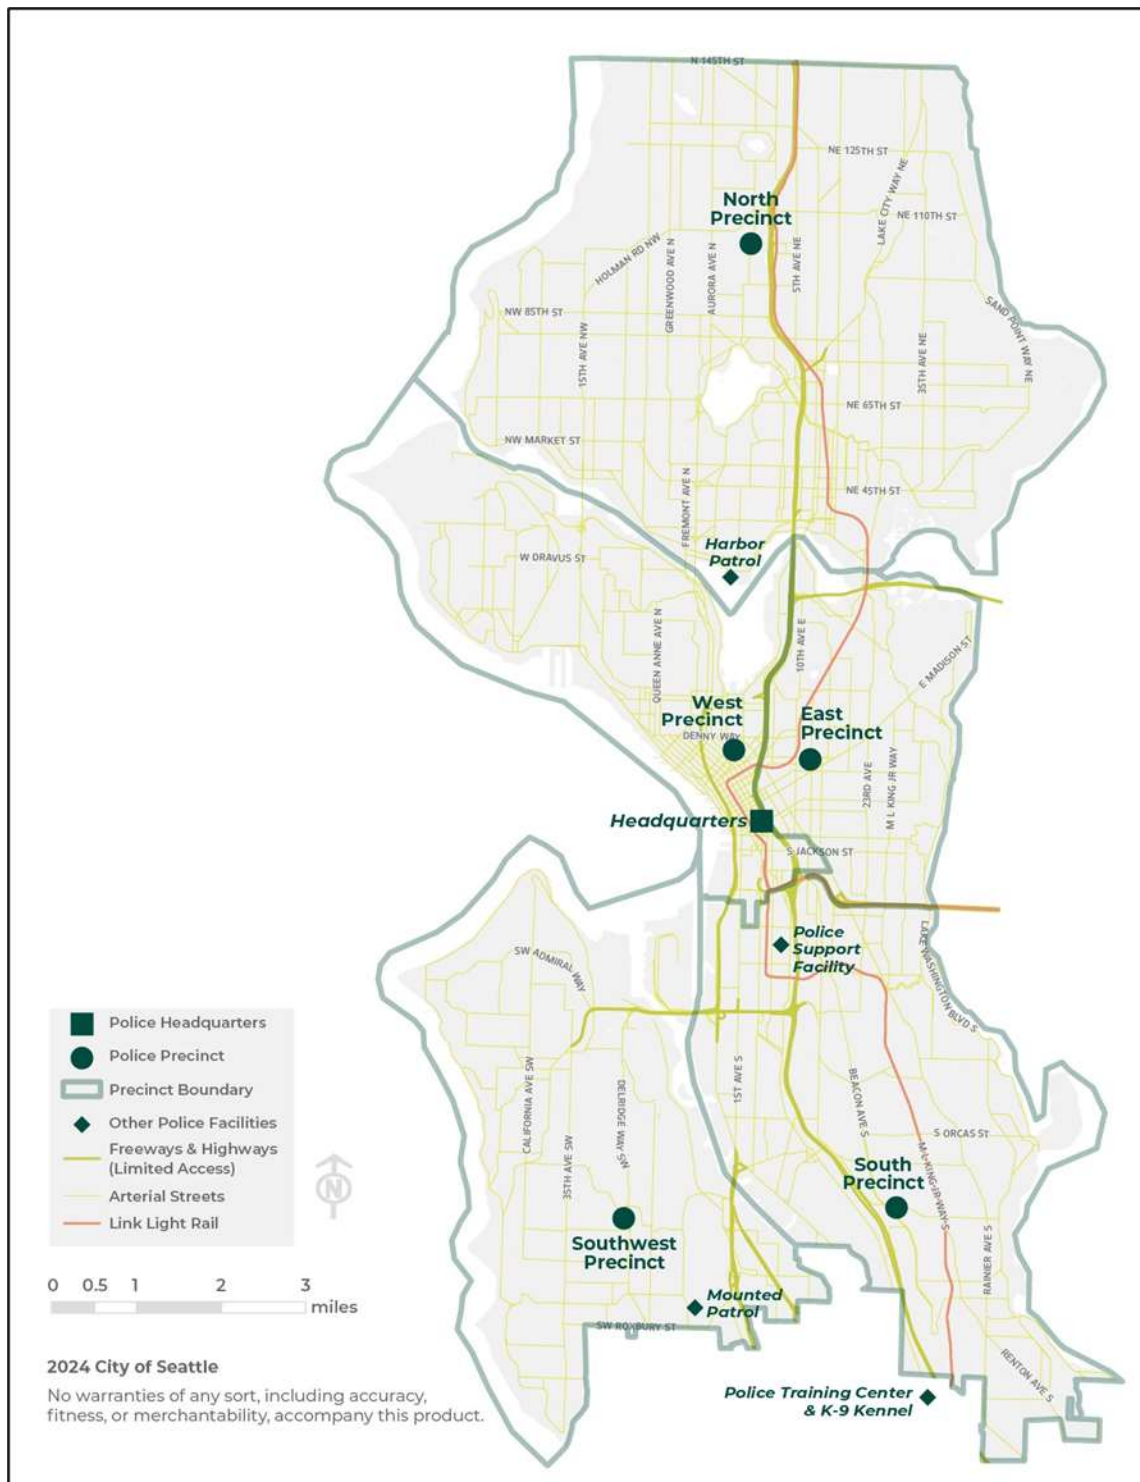 N 145TH ST
NE 125TH ST
LAKE CITY WAY NE
North
Precinct
NE 110TH ST
HOLMAN RD NW
GREENWOOD AVE N
AURORA AVE N
5TH AVE NE
NW 85TH ST
15TH AVE NW
35TH AVE NE
SAND POINT WAY NE
NE 65TH ST
NW MARKET ST
NE 45TH ST
FREMONT AVE N
Harbor
Patrol
W DRAVUS ST
QUEEN ANNE AVE N
10TH AVE E
E MADISON ST
West
Precinct
DENNY WAY
East
Precinct
23RD AVE
M L KING JR WAY
Headquarters
S JACKSON ST
Police
Support
Facility
LAKE WASHINGTON BLVD S
SW ADMIRAL WAY
CALIFORNIA AVE SW
35TH AVE SW
DELRIDGE WAY SW
1ST AVE S
BEACON AVE S
S ORCAS ST
M L KING JR WAY S
South
Precinct
RAINIER AVE S
Southwest
Precinct
Mounted
Patrol
SW ROXBURY ST
RENTON AVE S
Police Training Center
& K-9 Kennel
Police Headquarters
Police Precinct
Precinct Boundary
Other Police Facilities
Freeways & Highways
(Limited Access)
Arterial Streets
Link Light Rail
N
0 0.5 1 2 3
miles
2024 City of Seattle
No warranties of any sort, including accuracy,
fitness, or merchantability, accompany this product.